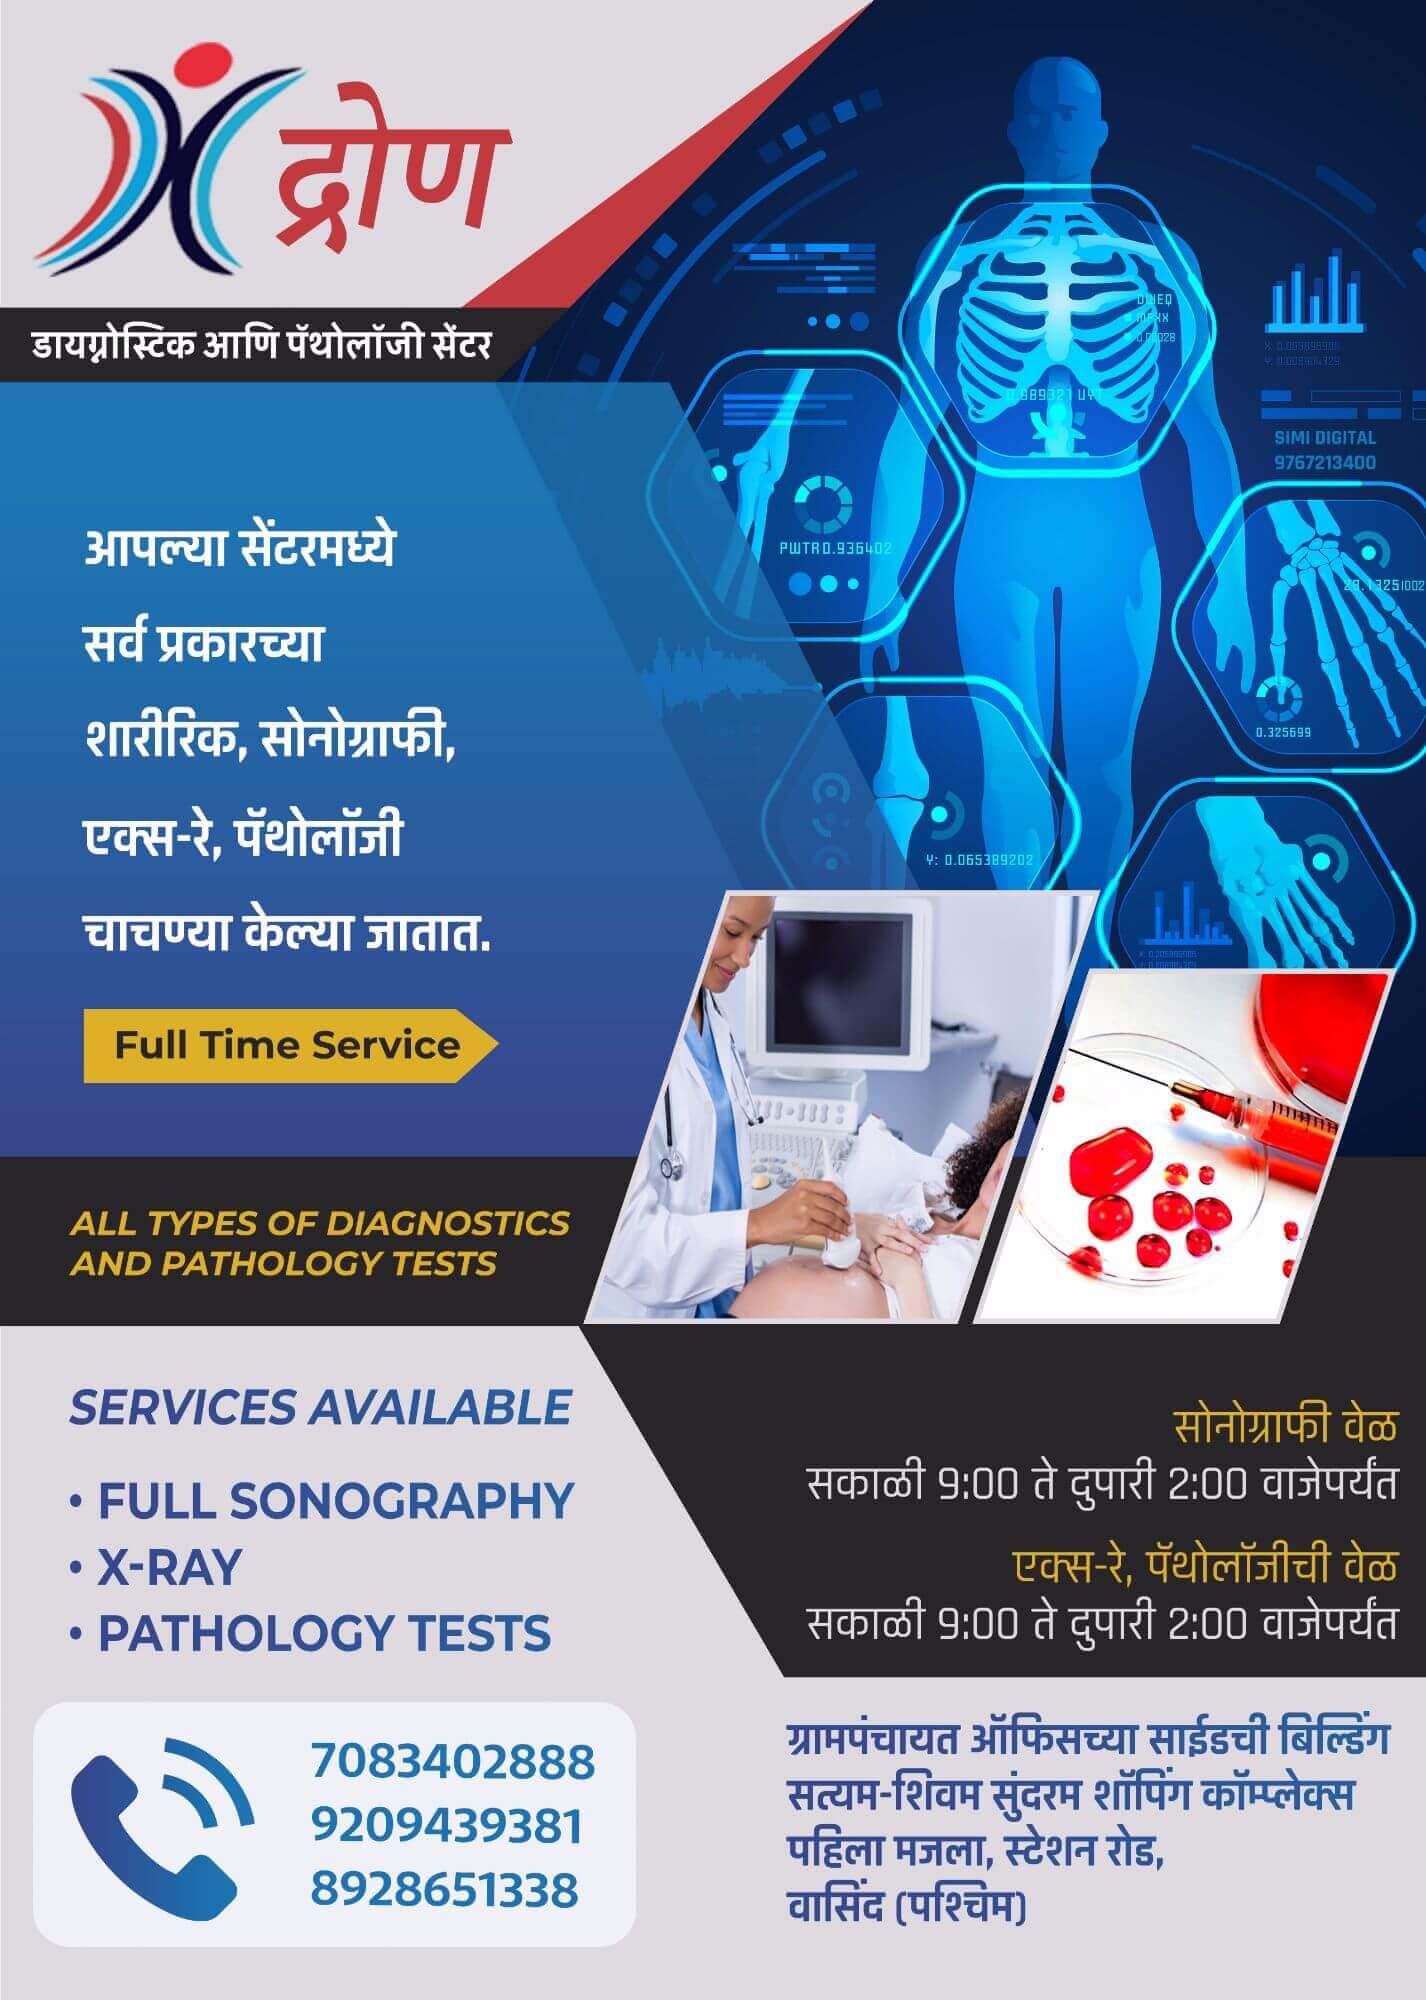 द्रोण
डायग्नोस्टिक आणि पॅथोलॉजी सेंटर
आपल्या सेंटरमध्ये
सर्व प्रकारच्या
शारीरिक, सोनोग्राफी,
एक्स-रे, पॅथोलॉजी
चाचण्या केल्या जातात.
Full Time Service
SIMI DIGITAL
9767213400
PWTR0.936402
0.325699
Y: 0.065389202
ALL TYPES OF DIAGNOSTICS
AND PATHOLOGY TESTS
SERVICES AVAILABLE
• FULL SONOGRAPHY
• X-RAY
• PATHOLOGY TESTS
7083402888
9209439381
8928651338
सोनोग्राफी वेळ
सकाळी 9:00 ते दुपारी 2:00 वाजेपर्यंत
एक्स-रे, पॅथोलॉजीची वेळ
सकाळी 9:00 ते दुपारी 2:00 वाजेपर्यंत
ग्रामपंचायत ऑफिसच्या साईडची बिल्डिंग
सत्यम-शिवम सुंदरम शॉपिंग कॉम्प्लेक्स
पहिला मजला, स्टेशन रोड,
वासिंद (पश्चिम)